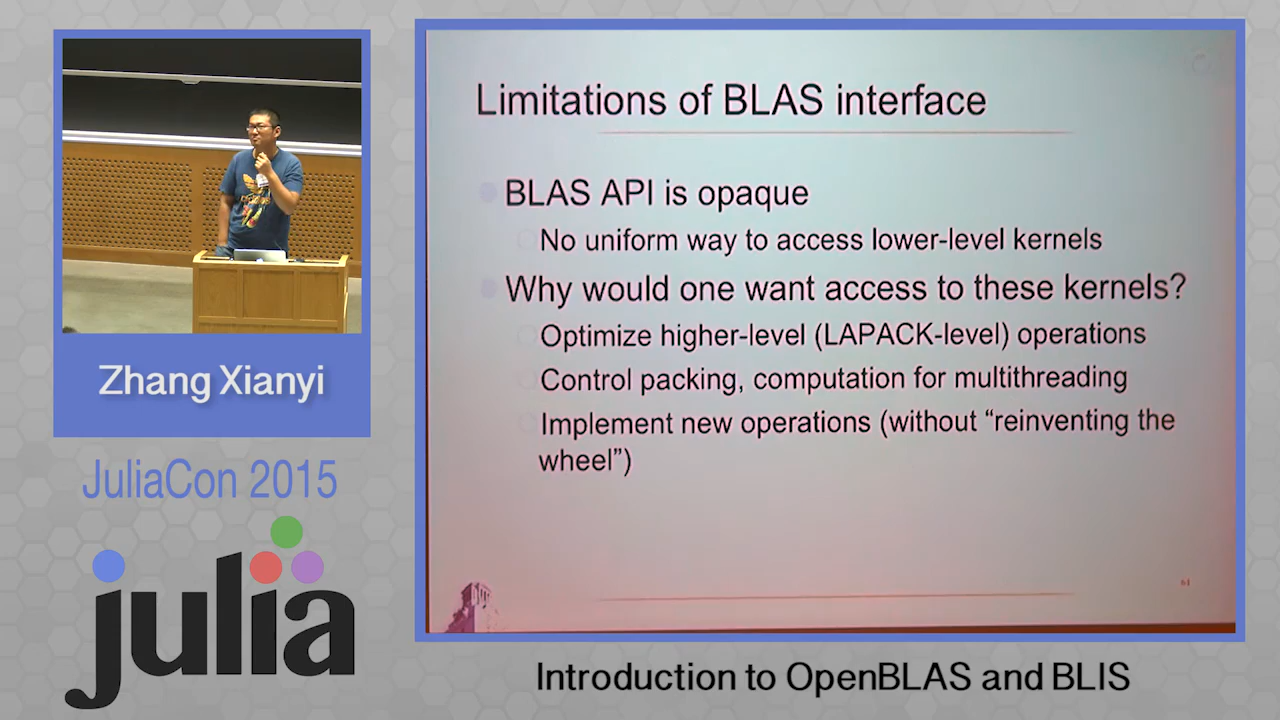 Zhang Xianyi
JuliaCon 2015
julia
Limitations of BLAS interface
BLAS API is opaque
No uniform way to access lower-level kernels
Why would one want access to these kernels?
Optimize higher-level (LAPACK-level) operations
Control packing, computation for multithreading
Implement new operations (without “reinventing the
wheel”)
Introduction to OpenBLAS and BLIS